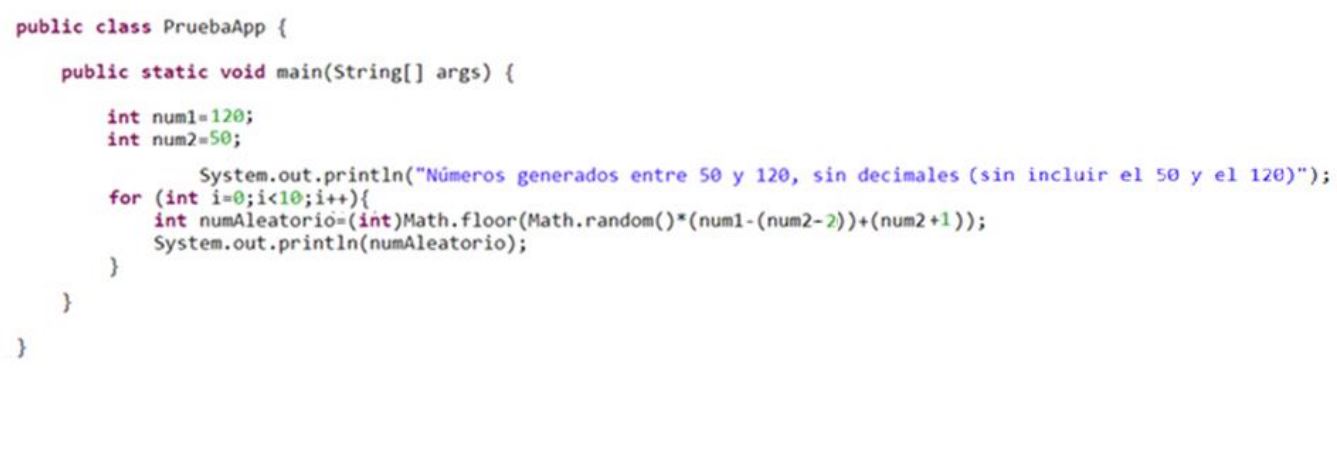 public class PruebaApp {
public static void main(String[] args) {
int num1=120;
int num2=50;
System.out.println("Números generados entre 50 y 120, sin decimales (sin incluir el 50 y el 120)");
for (int i=0;i<10;i++){
int numAleatorio=(int)Math.floor(Math.random()*(num1-(num2-2))+(num2+1));
System.out.println(numAleatorio);
}
}
}